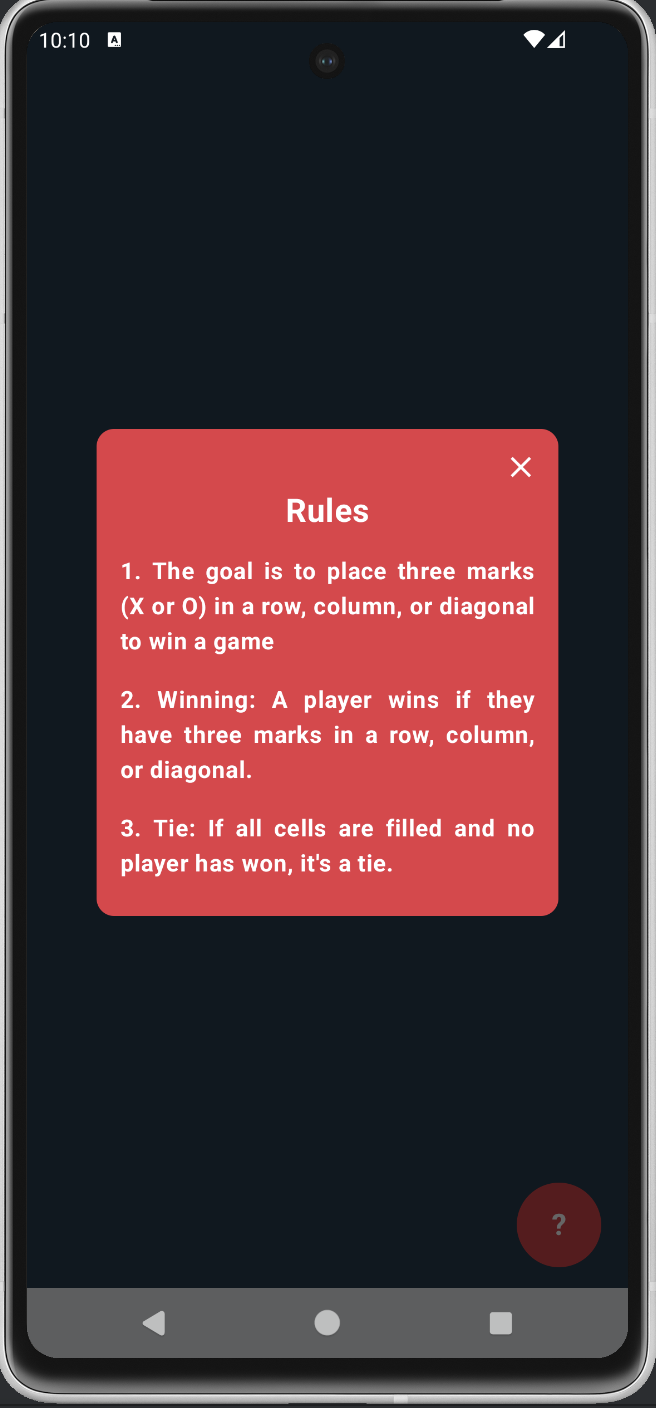 10:10 A
Rules
1. The goal is to place three marks
(X or O) in a row, column, or diagonal
to win a game
2. Winning: A player wins if they
have three marks in a row, column,
or diagonal.
3. Tie: If all cells are filled and no
player has won, it's a tie.
?